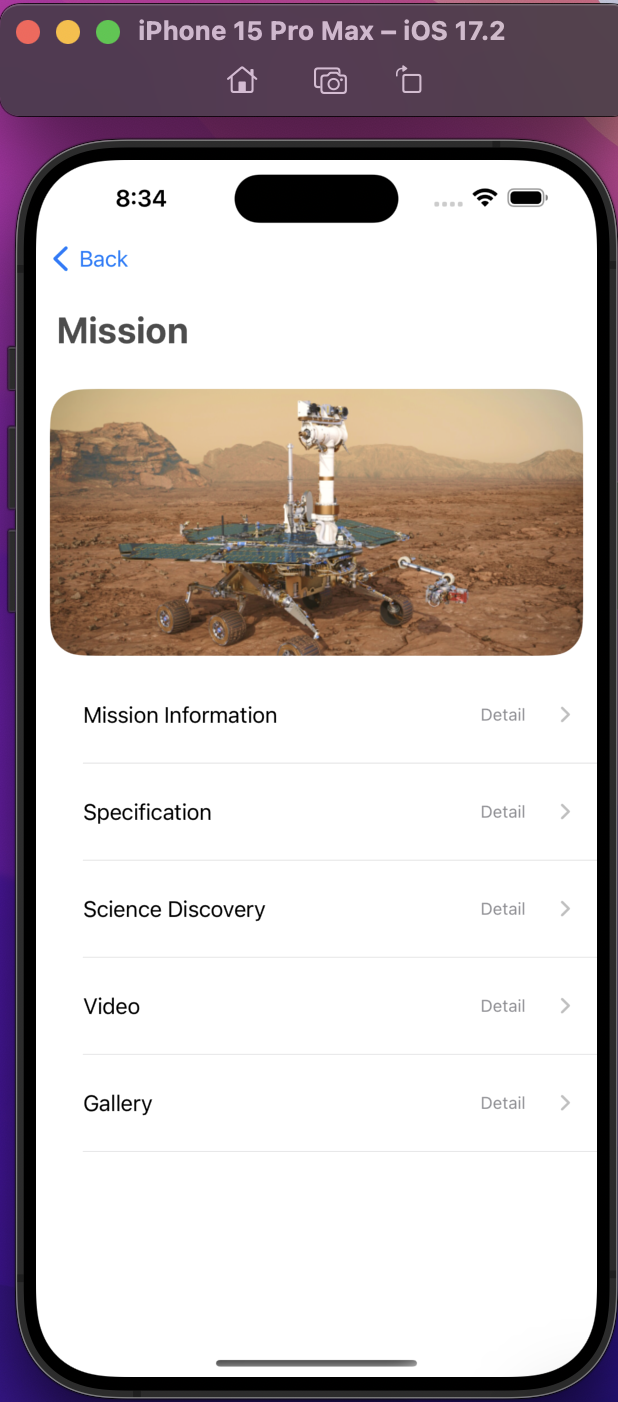 iPhone 15 Pro Max – iOS 17.2
8:34
Back
Mission
Mission Information Detail
Specification Detail
Science Discovery Detail
Video Detail
Gallery Detail